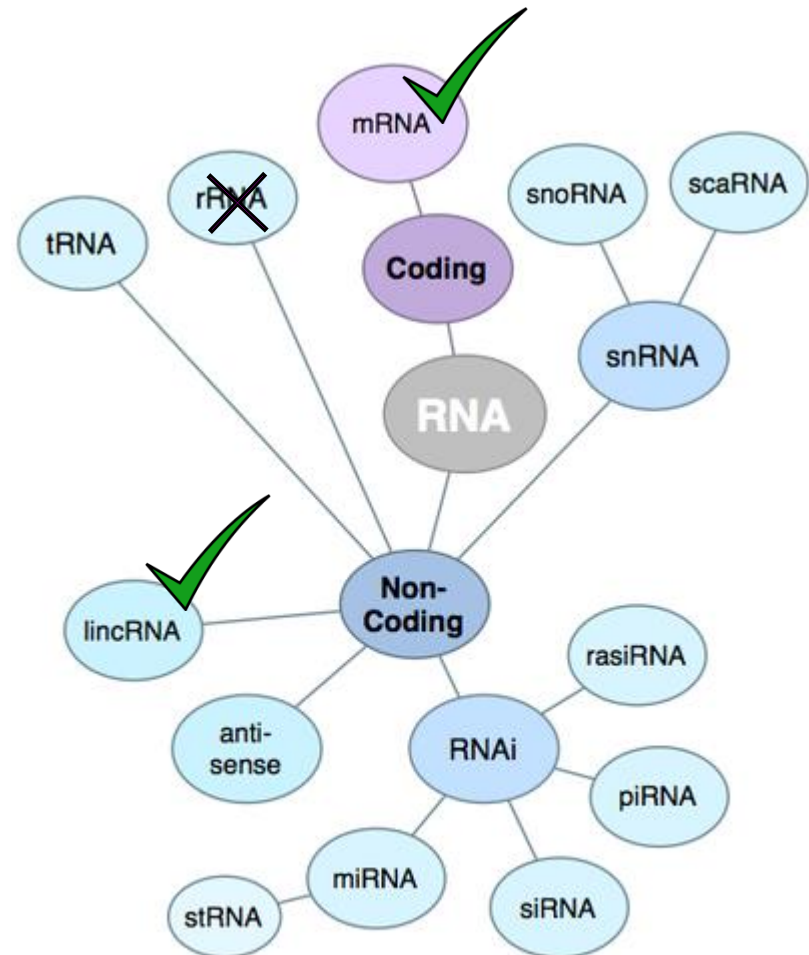 mRNA
snoRNA
scaRNA
rRNA
tRNA
Coding
snRNA
RNA
Non-
Coding
lincRNA
rasiRNA
anti-
sense
RNAi
piRNA
miRNA
siRNA
stRNA